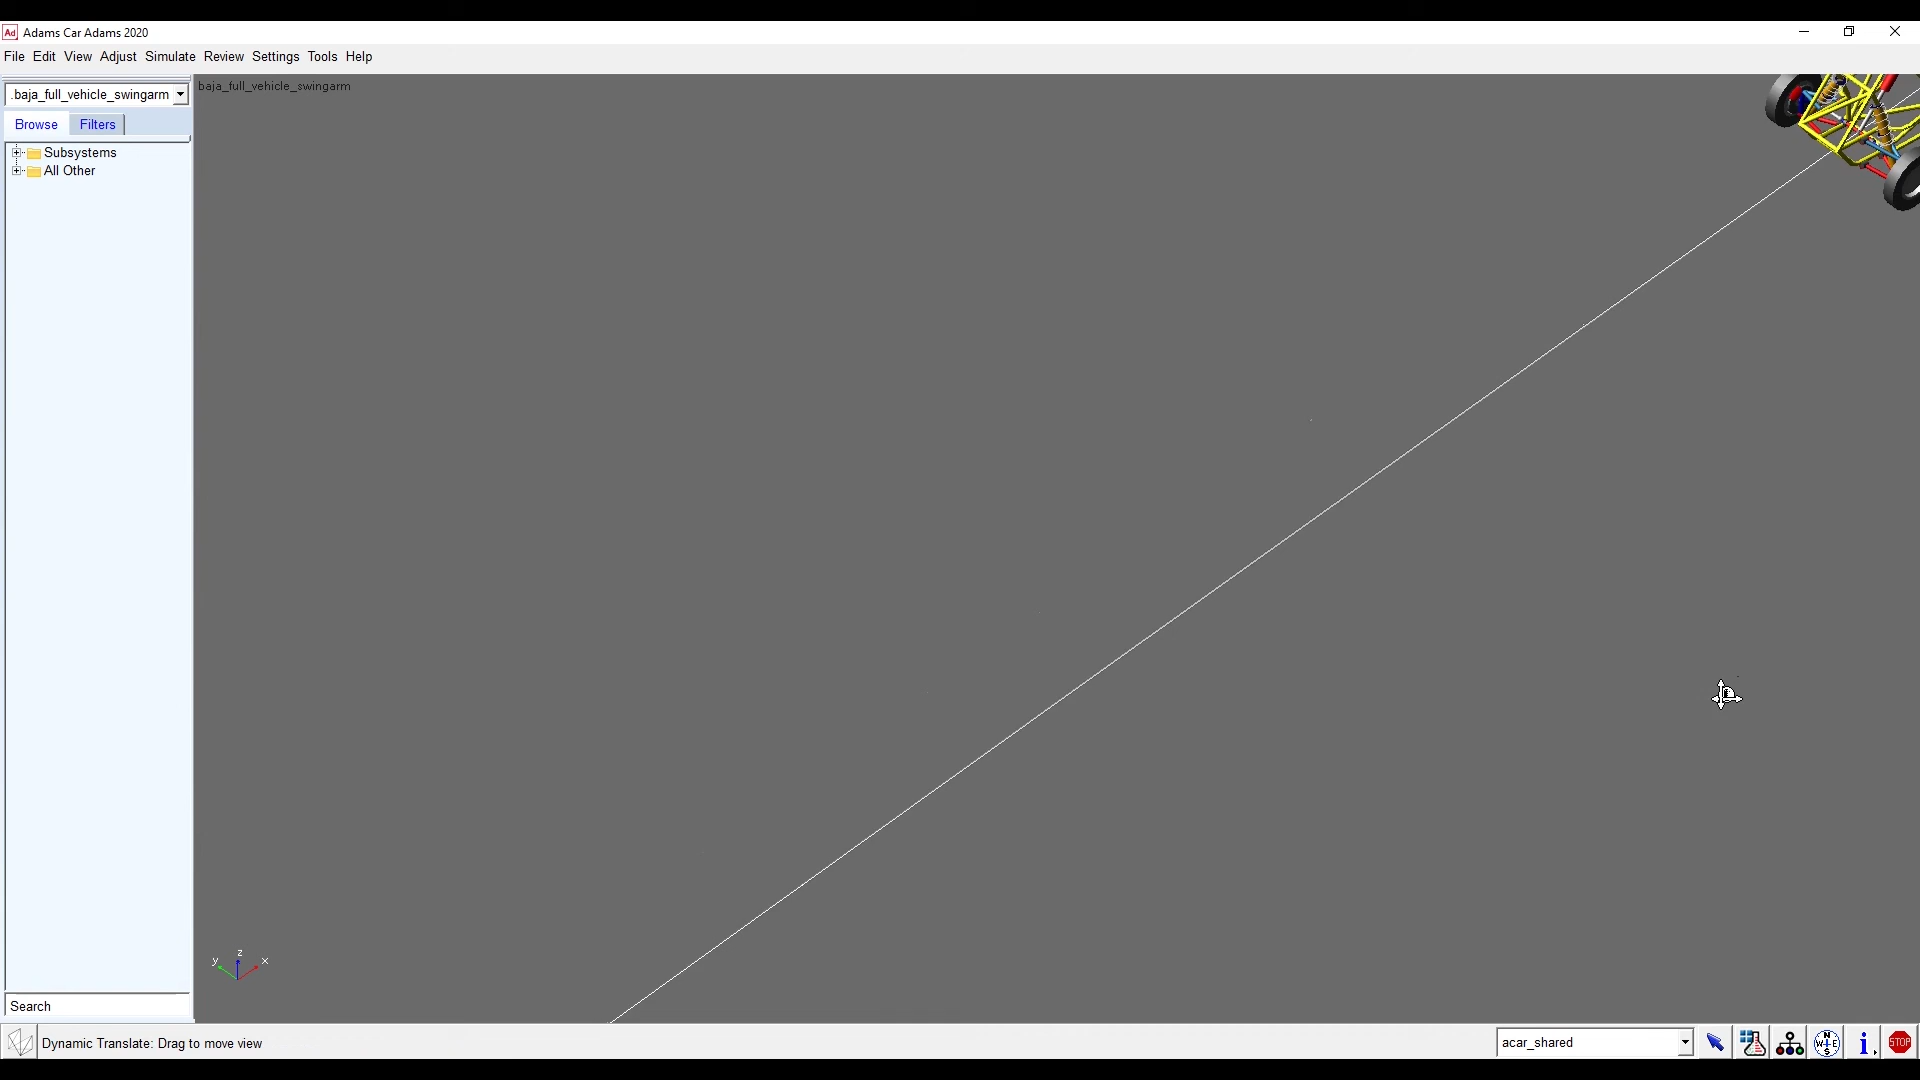 Ad Adams Car Adams 2020
File Edit View Adjust Simulate Review Settings Tools Help
.baja_full_vehicle_swingarm
baja_full_vehicle_swingarm
Browse Filters
Subsystems
All Other
z
y x
Search
Dynamic Translate: Drag to move view
acar_shared
N
W E
S
i
STOP